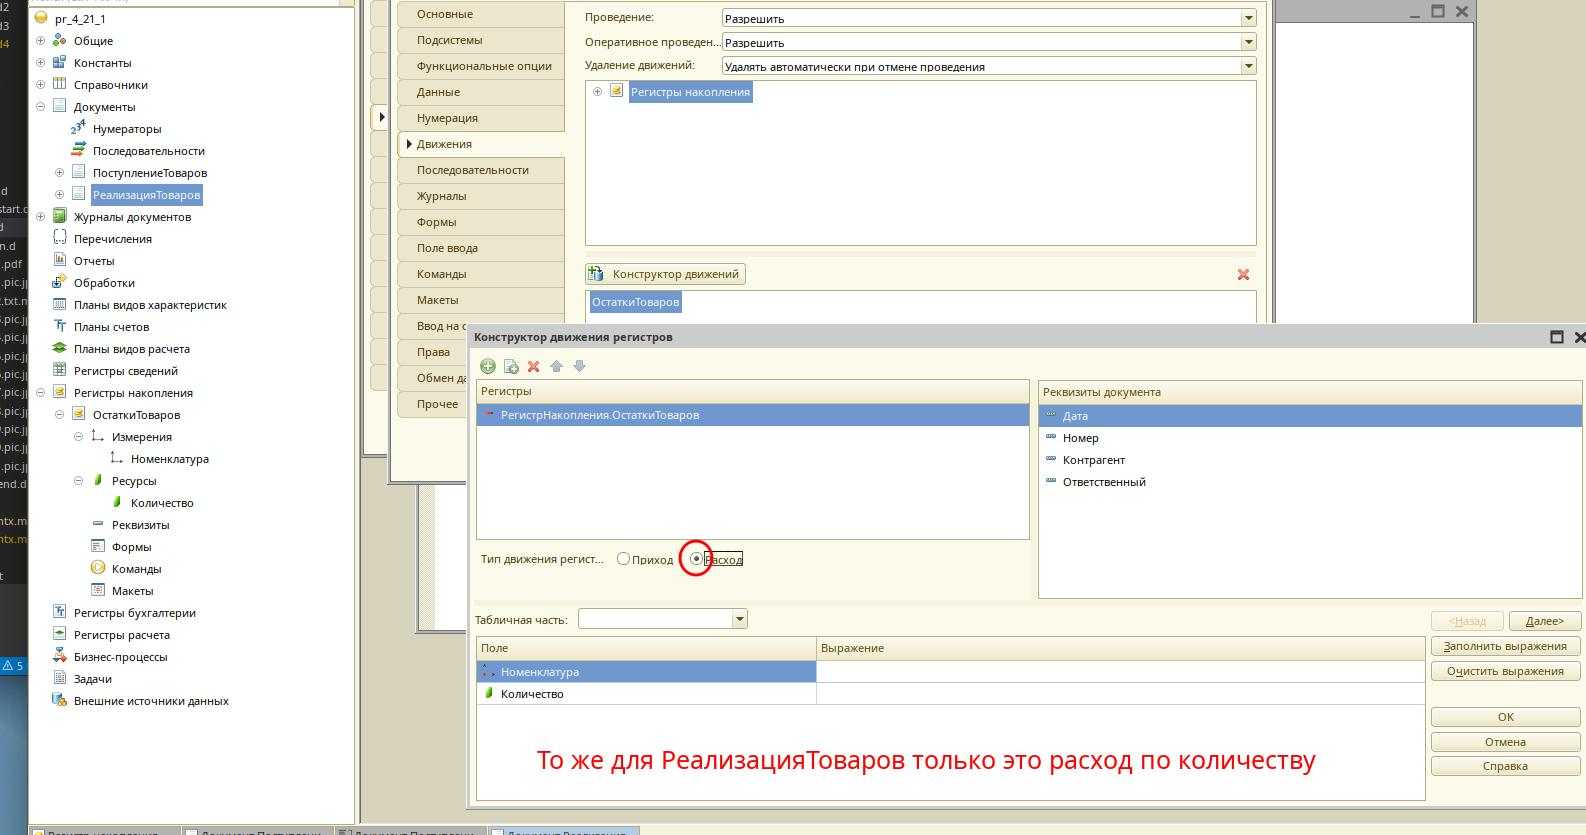 pr_4_21_1
Общие
Константы
Справочники
Документы
Нумераторы
Последовательности
ПоступлениеТоваров
РеализацияТоваров
Журналы документов
Перечисления
Отчеты
Обработки
Планы видов характеристик
Планы счетов
Планы видов расчета
Регистры сведений
Регистры накопления
ОстаткиТоваров
Измерения
Номенклатура
Ресурсы
Количество
Реквизиты
Формы
Команды
Макеты
Регистры бухгалтерии
Регистры расчета
Бизнес-процессы
Задачи
Внешние источники данных
Основные
Подсистемы
Функциональные опции
Данные
Нумерация
Движения
Последовательности
Журналы
Формы
Поле ввода
Команды
Макеты
Ввод на о
Права
Обмен да
Прочее
Проведение: Разрешить
Оперативное проведен... Разрешить
Удаление движений: Удалять автоматически при отмене проведения
Регистры накопления
Конструктор движений
ОстаткиТоваров
Конструктор движения регистров
Регистры
РегистрНакопления.ОстаткиТоваров
Реквизиты документа
Дата
Номер
Контрагент
Ответственный
Тип движения регист... Приход Расход
Табличная часть:
<Назад Далее>
Поле Выражение
Номенклатура
Количество
Заполнить выражения
Очистить выражения
OK
Отмена
Справка
То же для РеализацияТоваров только это расход по количеству